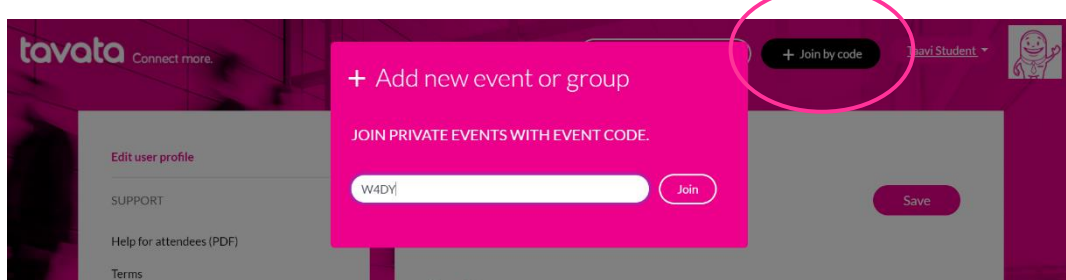 tavata Connect more.
+ Join by code
Taavi Student
+ Add new event or group
JOIN PRIVATE EVENTS WITH EVENT CODE.
W4DY
Join
Edit user profile
SUPPORT
Save
Help for attendees (PDF)
Terms